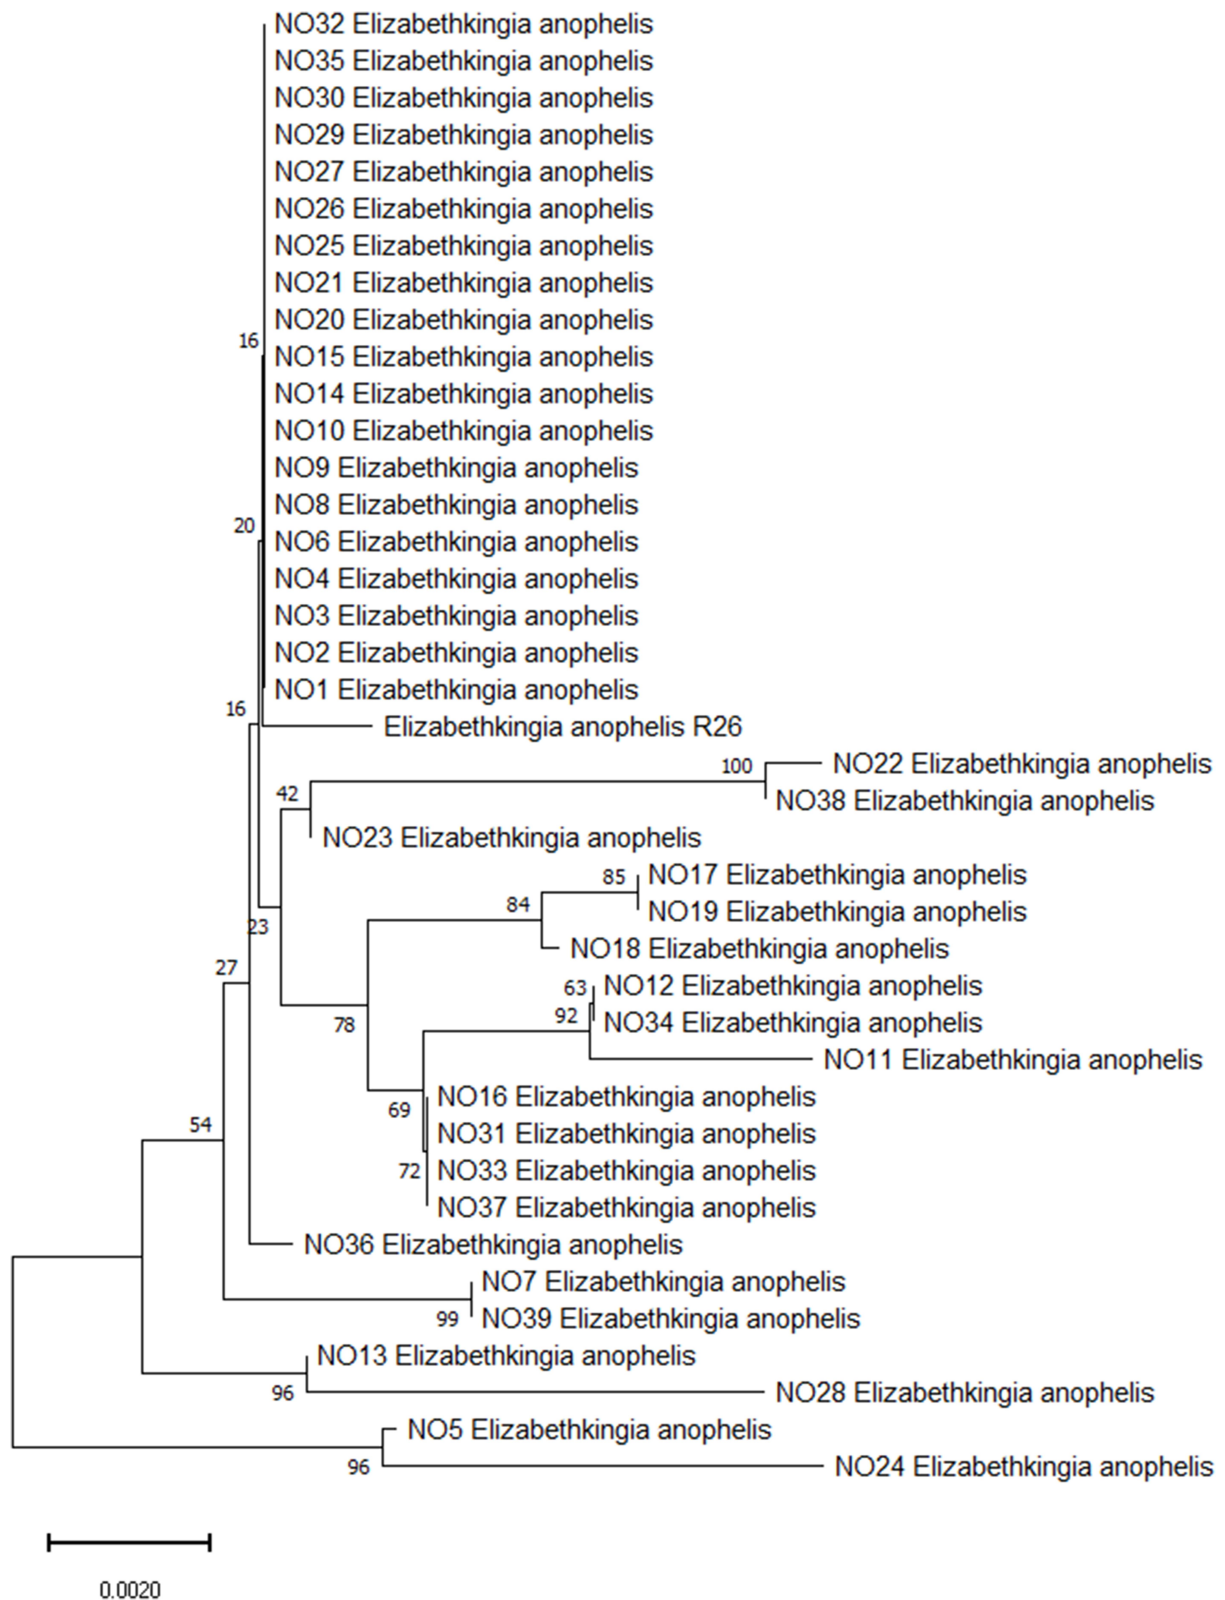 NO32 Elizabethkingia anophelis
NO35 Elizabethkingia anophelis
NO30 Elizabethkingia anophelis
NO29 Elizabethkingia anophelis
NO27 Elizabethkingia anophelis
NO26 Elizabethkingia anophelis
NO25 Elizabethkingia anophelis
NO21 Elizabethkingia anophelis
NO20 Elizabethkingia anophelis
16
NO15 Elizabethkingia anophelis
NO14 Elizabethkingia anophelis
NO10 Elizabethkingia anophelis
NO9 Elizabethkingia anophelis
NO8 Elizabethkingia anophelis
20
NO6 Elizabethkingia anophelis
NO4 Elizabethkingia anophelis
NO3 Elizabethkingia anophelis
NO2 Elizabethkingia anophelis
NO1 Elizabethkingia anophelis
16
Elizabethkingia anophelis R26
100
NO22 Elizabethkingia anophelis
42
NO38 Elizabethkingia anophelis
NO23 Elizabethkingia anophelis
85
NO17 Elizabethkingia anophelis
84
NO19 Elizabethkingia anophelis
23
NO18 Elizabethkingia anophelis
27
63
NO12 Elizabethkingia anophelis
92
NO34 Elizabethkingia anophelis
78
NO11 Elizabethkingia anophelis
NO16 Elizabethkingia anophelis
69
54
NO31 Elizabethkingia anophelis
72
NO33 Elizabethkingia anophelis
NO37 Elizabethkingia anophelis
NO36 Elizabethkingia anophelis
NO7 Elizabethkingia anophelis
99
NO39 Elizabethkingia anophelis
NO13 Elizabethkingia anophelis
96
NO28 Elizabethkingia anophelis
NO5 Elizabethkingia anophelis
96
NO24 Elizabethkingia anophelis
0.0020